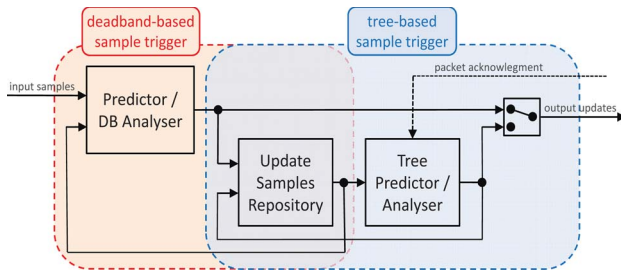 deadband-based
sample trigger
tree-based
sample trigger
packet acknowlegment
input samples
output updates
Predictor /
DB Analyser
Update
Samples
Repository
Tree
Predictor /
Analyser